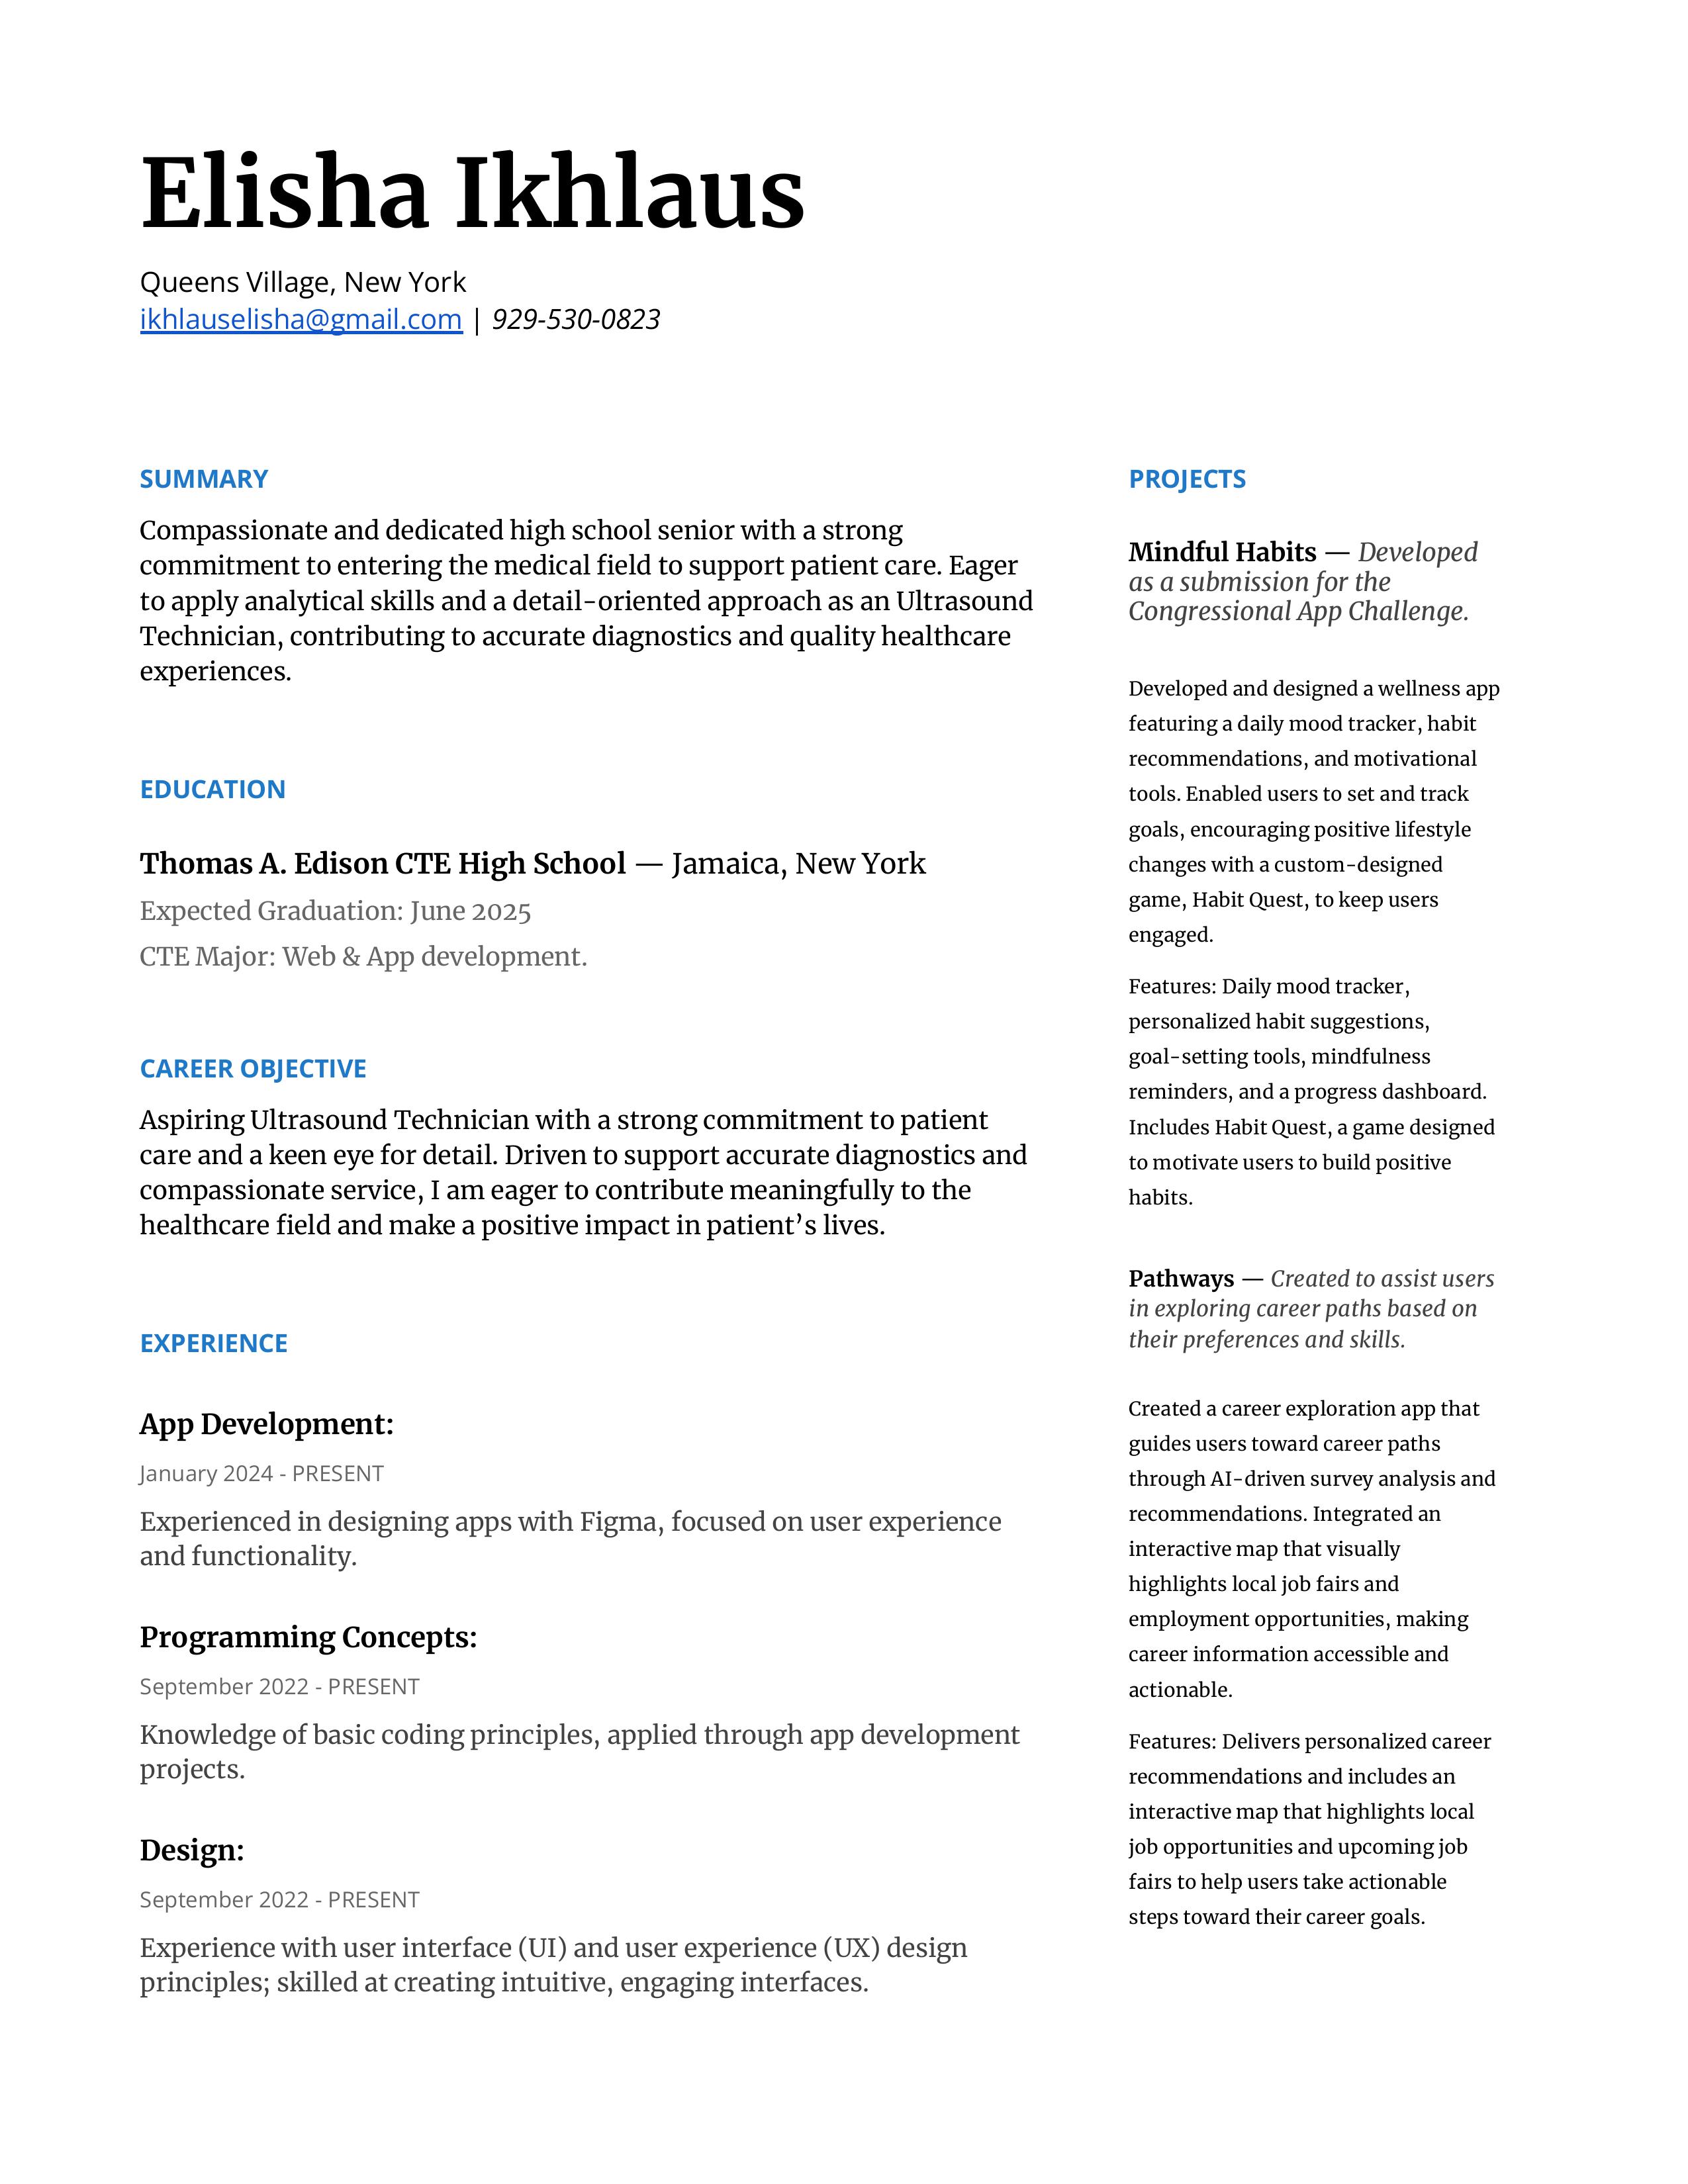 Elisha Ikhlaus
Queens Village, New York
ikhlauselisha@gmail.com | 929-530-0823
SUMMARY
Compassionate and dedicated high school senior with a strong
commitment to entering the medical field to support patient care. Eager
to apply analytical skills and a detail-oriented approach as an Ultrasound
Technician, contributing to accurate diagnostics and quality healthcare
experiences.
EDUCATION
Thomas A. Edison CTE High School — Jamaica, New York
Expected Graduation: June 2025
CTE Major: Web & App development.
CAREER OBJECTIVE
Aspiring Ultrasound Technician with a strong commitment to patient
care and a keen eye for detail. Driven to support accurate diagnostics and
compassionate service, I am eager to contribute meaningfully to the
healthcare field and make a positive impact in patient’s lives.
EXPERIENCE
App Development:
January 2024 - PRESENT
Experienced in designing apps with Figma, focused on user experience
and functionality.
Programming Concepts:
September 2022 - PRESENT
Knowledge of basic coding principles, applied through app development
projects.
Design:
September 2022 - PRESENT
Experience with user interface (UI) and user experience (UX) design
principles; skilled at creating intuitive, engaging interfaces.
PROJECTS
Mindful Habits — Developed
as a submission for the
Congressional App Challenge.
Developed and designed a wellness app
featuring a daily mood tracker, habit
recommendations, and motivational
tools. Enabled users to set and track
goals, encouraging positive lifestyle
changes with a custom-designed
game, Habit Quest, to keep users
engaged.
Features: Daily mood tracker,
personalized habit suggestions,
goal-setting tools, mindfulness
reminders, and a progress dashboard.
Includes Habit Quest, a game designed
to motivate users to build positive
habits.
Pathways — Created to assist users
in exploring career paths based on
their preferences and skills.
Created a career exploration app that
guides users toward career paths
through AI-driven survey analysis and
recommendations. Integrated an
interactive map that visually
highlights local job fairs and
employment opportunities, making
career information accessible and
actionable.
Features: Delivers personalized career
recommendations and includes an
interactive map that highlights local
job opportunities and upcoming job
fairs to help users take actionable
steps toward their career goals.